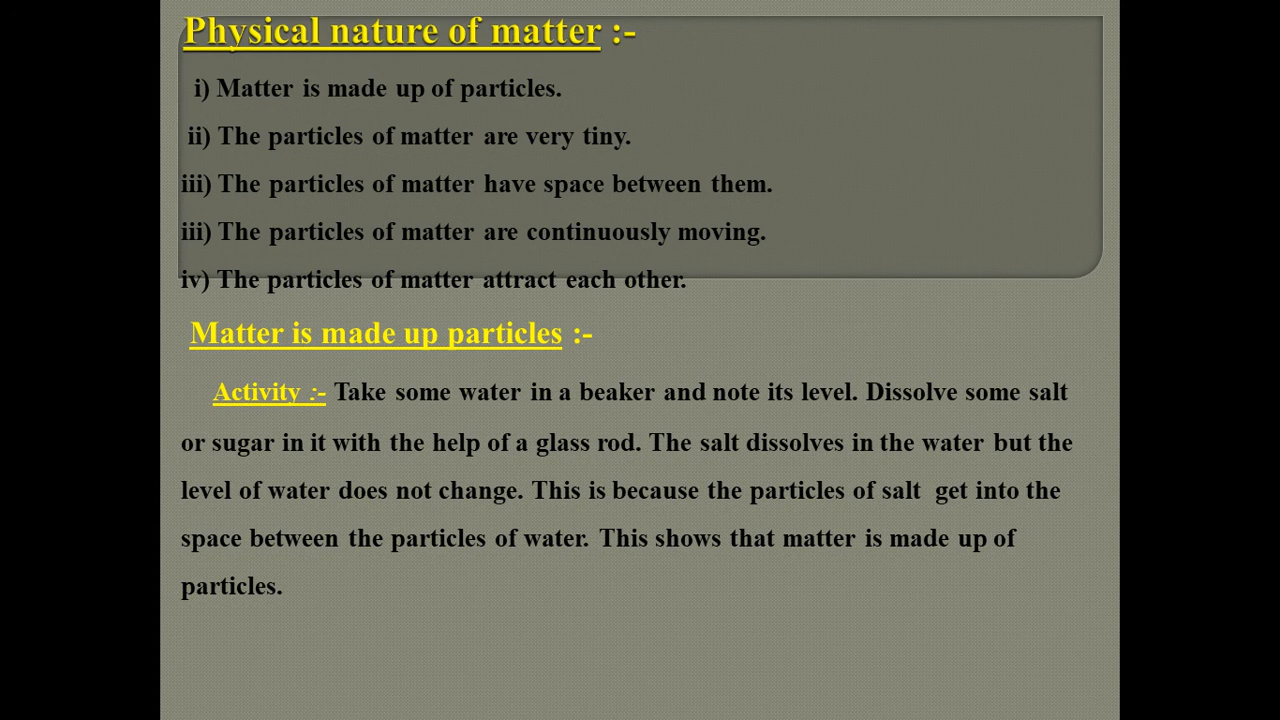 Physical nature of matter :-
i) Matter is made up of particles.
ii) The particles of matter are very tiny.
iii) The particles of matter have space between them.
iii) The particles of matter are continuously moving.
iv) The particles of matter attract each other.
Matter is made up particles :-
Activity :- Take some water in a beaker and note its level. Dissolve some salt
or sugar in it with the help of a glass rod. The salt dissolves in the water but the
level of water does not change. This is because the particles of salt get into the
space between the particles of water. This shows that matter is made up of
particles.